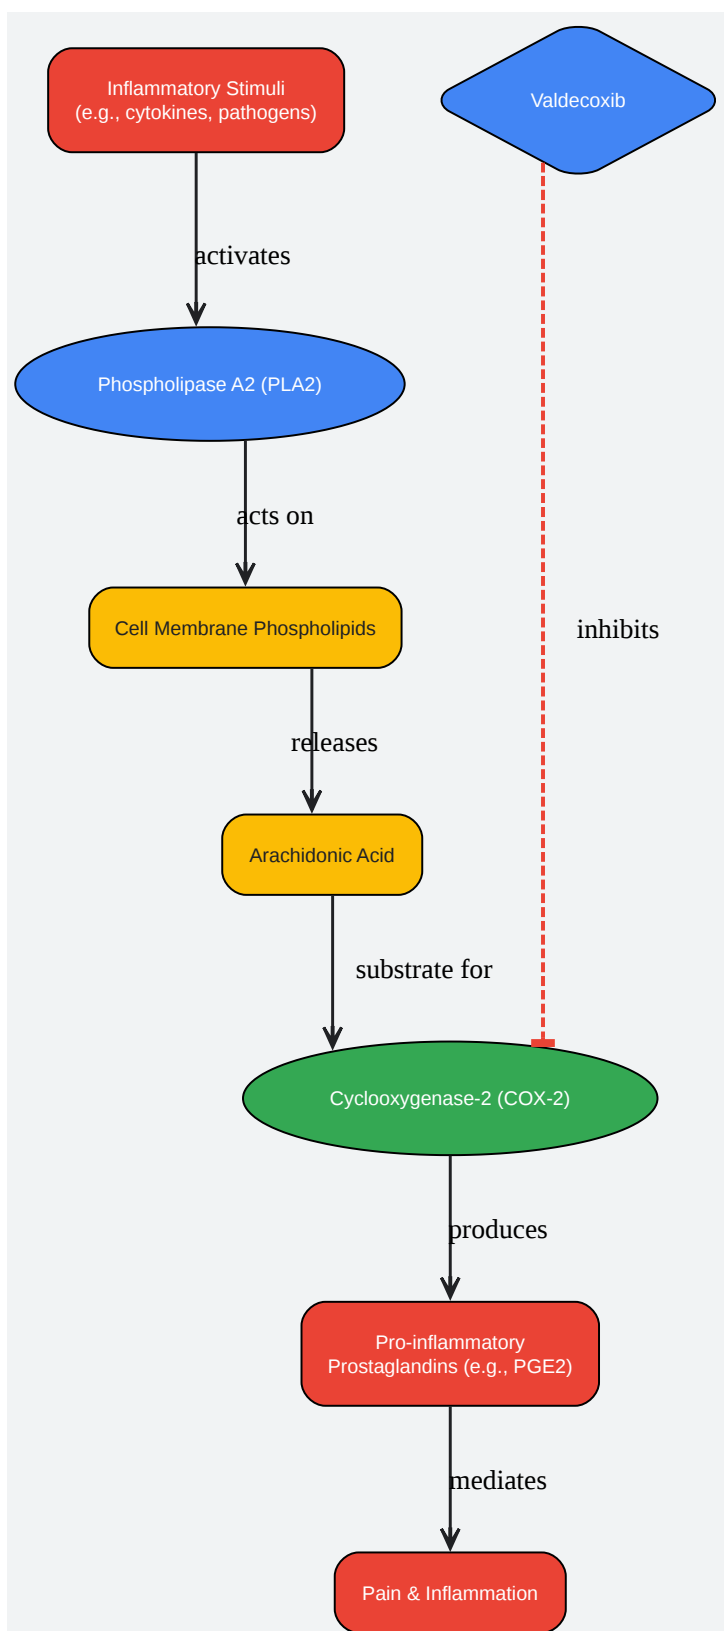 Inflammatory Stimuli
(e.g., cytokines, pathogens)
Valdecoxib
activates
Phospholipase A2 (PLA2)
acts on
Cell Membrane Phospholipids
inhibits
releases
Arachidonic Acid
substrate for
Cyclooxygenase-2 (COX-2)
produces
Pro-inflammatory
Prostaglandins (e.g., PGE2)
mediates
Pain & Inflammation